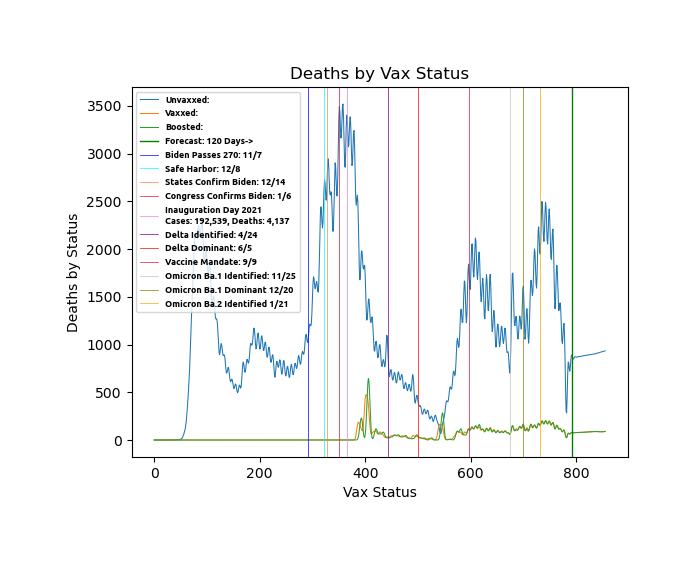 Deaths by Vax Status
Deaths by Status
3500
3000
2500
2000
1500
1000
500
0
Unvaxxed:
Vaxxed:
Boosted:
Forecast: 120 Days->
Biden Passes 270: 11/7
Safe Harbor: 12/8
States Confirm Biden: 12/14
Congress Confirms Biden: 1/6
Inauguration Day 2021
Cases: 192,539, Deaths: 4,137
Delta Identified: 4/24
Delta Dominant: 6/5
Vaccine Mandate: 9/9
Omicron Ba.1 Identified: 11/25
Omicron Ba.1 Dominant 12/20
Omicron Ba.2 Identified 1/21
0 200 400 600 800
Vax Status